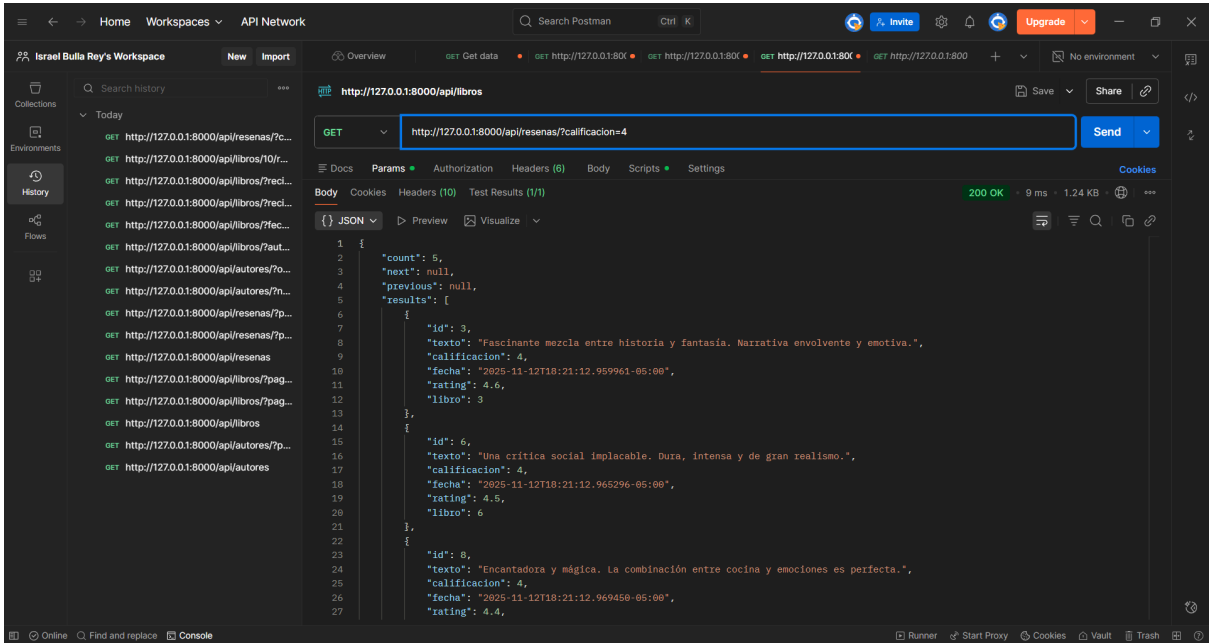 Home Workspaces API Network
Search Postman Ctrl K
Invite
Upgrade
Israel Bulla Rey's Workspace New Import
Overview
GET Get data
GET http://127.0.0.1:80(
GET http://127.0.0.1:80(
GET http://127.0.0.1:80(
GET http://127.0.0.1:800
No environment
Collections
Environments
History
Flows
Search history
Today
GET http://127.0.0.1:8000/api/resenas/?c...
GET http://127.0.0.1:8000/api/libros/10/r...
GET http://127.0.0.1:8000/api/libros/?reci...
GET http://127.0.0.1:8000/api/libros/?reci...
GET http://127.0.0.1:8000/api/libros/?fec...
GET http://127.0.0.1:8000/api/libros/?aut...
GET http://127.0.0.1:8000/api/autores/?o...
GET http://127.0.0.1:8000/api/autores/?n...
GET http://127.0.0.1:8000/api/resenas/?p...
GET http://127.0.0.1:8000/api/resenas/?p...
GET http://127.0.0.1:8000/api/resenas
GET http://127.0.0.1:8000/api/libros/?pag...
GET http://127.0.0.1:8000/api/libros/?pag...
GET http://127.0.0.1:8000/api/libros
GET http://127.0.0.1:8000/api/autores/?p...
GET http://127.0.0.1:8000/api/autores
HTTP http://127.0.0.1:8000/api/libros
Save Share
GET http://127.0.0.1:8000/api/resenas/?calificacion=4 Send
Docs Params Authorization Headers (6) Body Scripts Settings Cookies
Body Cookies Headers (10) Test Results (1/1) 200 OK 9 ms 1.24 KB
{} JSON Preview Visualize
1 {
2 "count": 5,
3 "next": null,
4 "previous": null,
5 "results": [
6 {
7 "id": 3,
8 "texto": "Fascinante mezcla entre historia y fantasía. Narrativa envolvente y emotiva.",
9 "calificacion": 4,
10 "fecha": "2025-11-12T18:21:12.959961-05:00",
11 "rating": 4.6,
12 "libro": 3
13 },
14 {
15 "id": 6,
16 "texto": "Una crítica social implacable. Dura, intensa y de gran realismo.",
17 "calificacion": 4,
18 "fecha": "2025-11-12T18:21:12.965296-05:00",
19 "rating": 4.5,
20 "libro": 6
21 },
22 {
23 "id": 8,
24 "texto": "Encantadora y mágica. La combinación entre cocina y emociones es perfecta.",
25 "calificacion": 4,
26 "fecha": "2025-11-12T18:21:12.969450-05:00",
27 "rating": 4.4,
Online Find and replace Console Runner Start Proxy Cookies Vault Trash